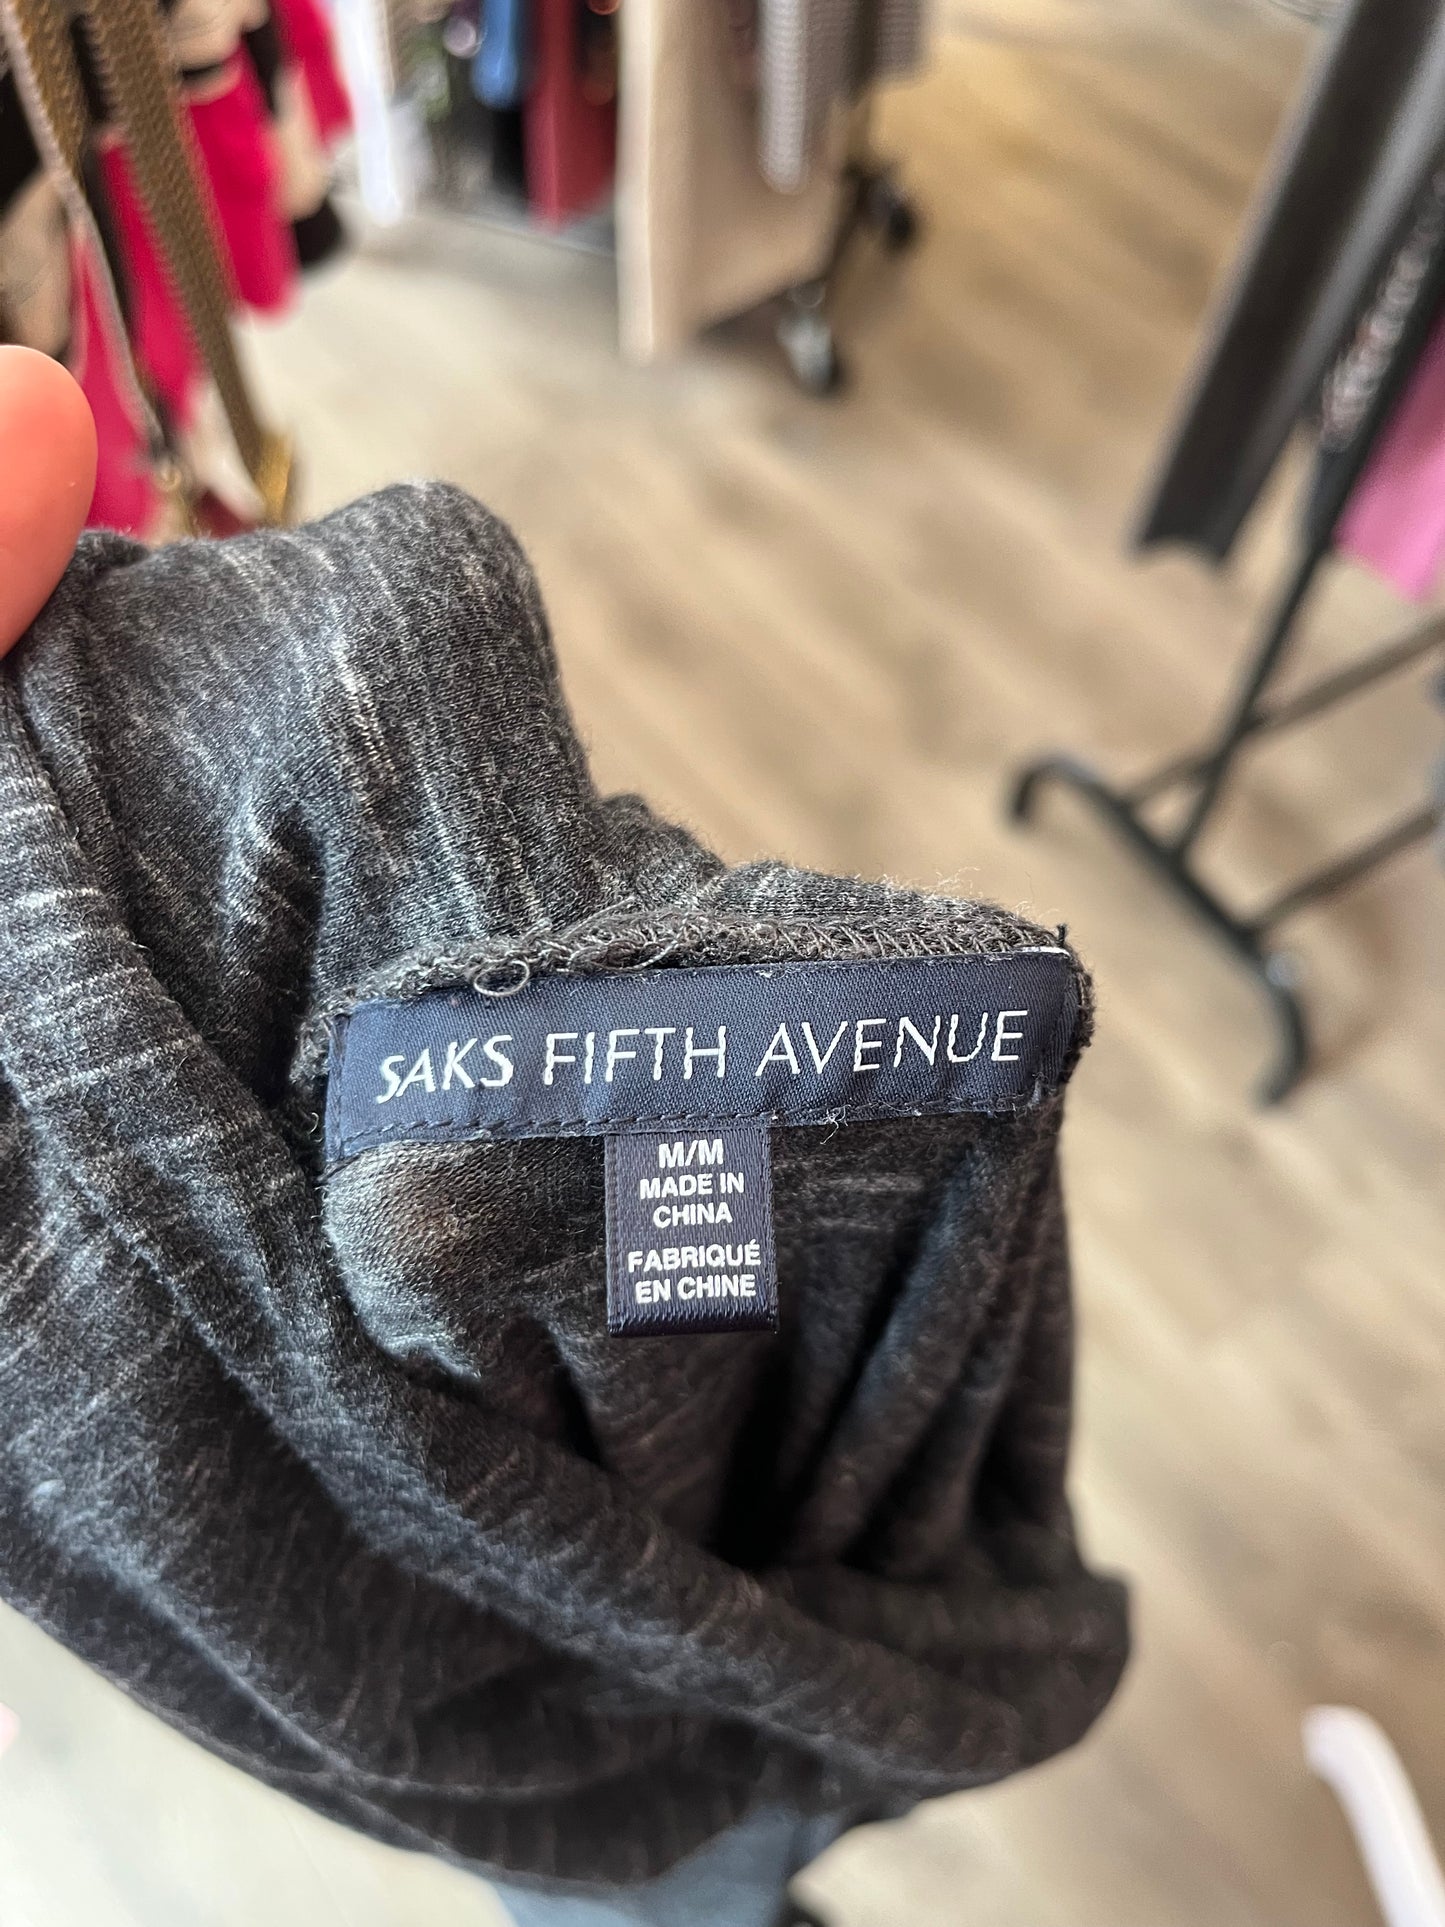 SAKS FIFTH AVENUE
M/M
MADE IN
CHINA
FABRIQUÉ
EN CHINE